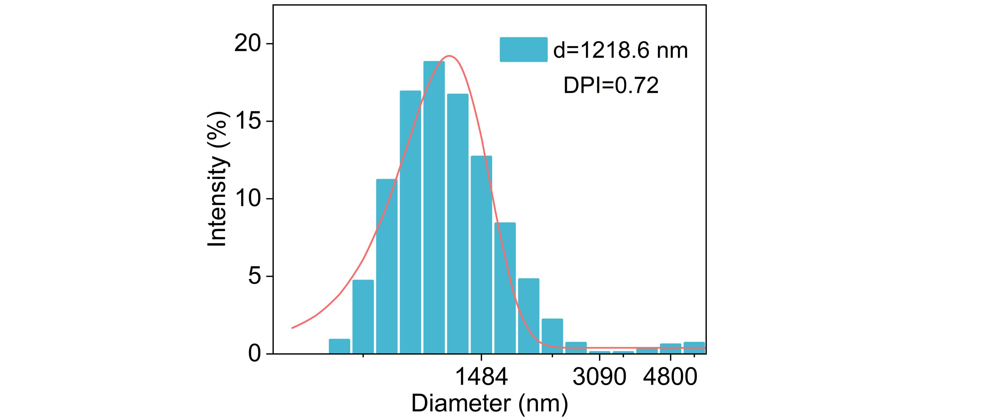 20
15
10
5
0
Intensity (%)
d=1218.6 nm
DPI=0.72
1484
3090
4800
Diameter (nm)